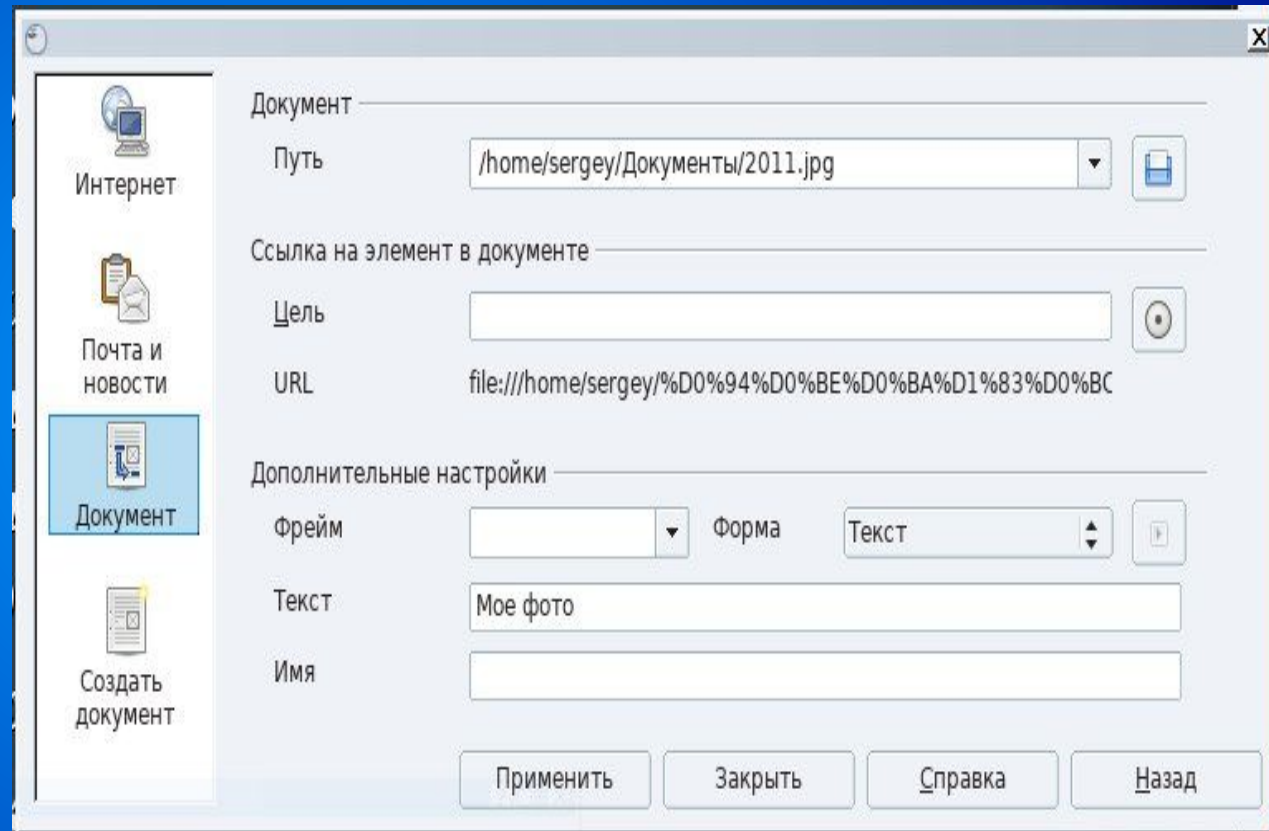 X
Интернет
Почта и
новости
Документ
Создать
документ
Документ
Путь /home/sergey/Документы/2011.jpg
Ссылка на элемент в документе
Цель
URL file:///home/sergey/%D0%94%D0%BE%D0%BA%D1%83%D0%BC
Дополнительные настройки
Фрейм Форма Текст
Текст Мое фото
Имя
Применить Закрыть Справка Назад